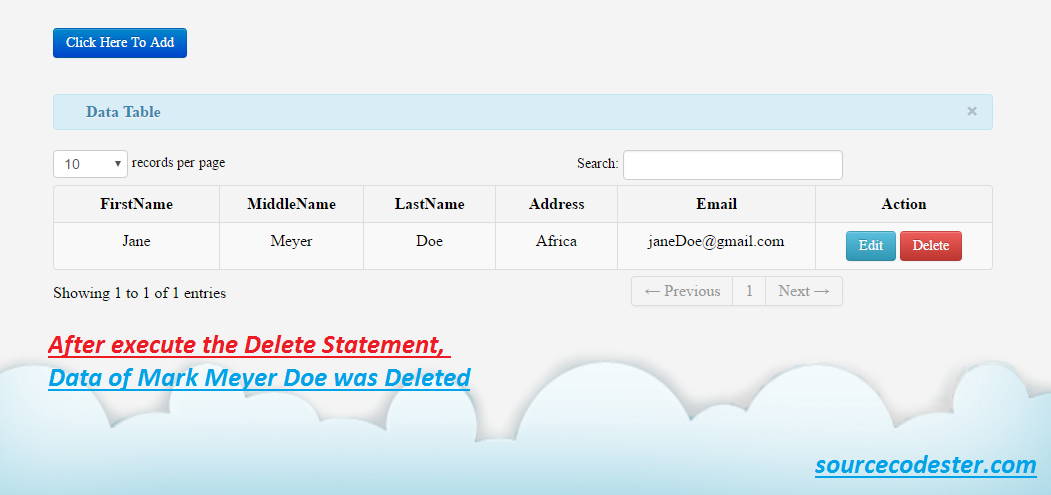 Click Here To Add
Data Table ×
10 records per page Search:
FirstName MiddleName LastName Address Email Action
Jane Meyer Doe Africa janeDoe@gmail.com Edit Delete
Showing 1 to 1 of 1 entries ← Previous 1 Next →
After execute the Delete Statement,
Data of Mark Meyer Doe was Deleted
sourcecodester.com